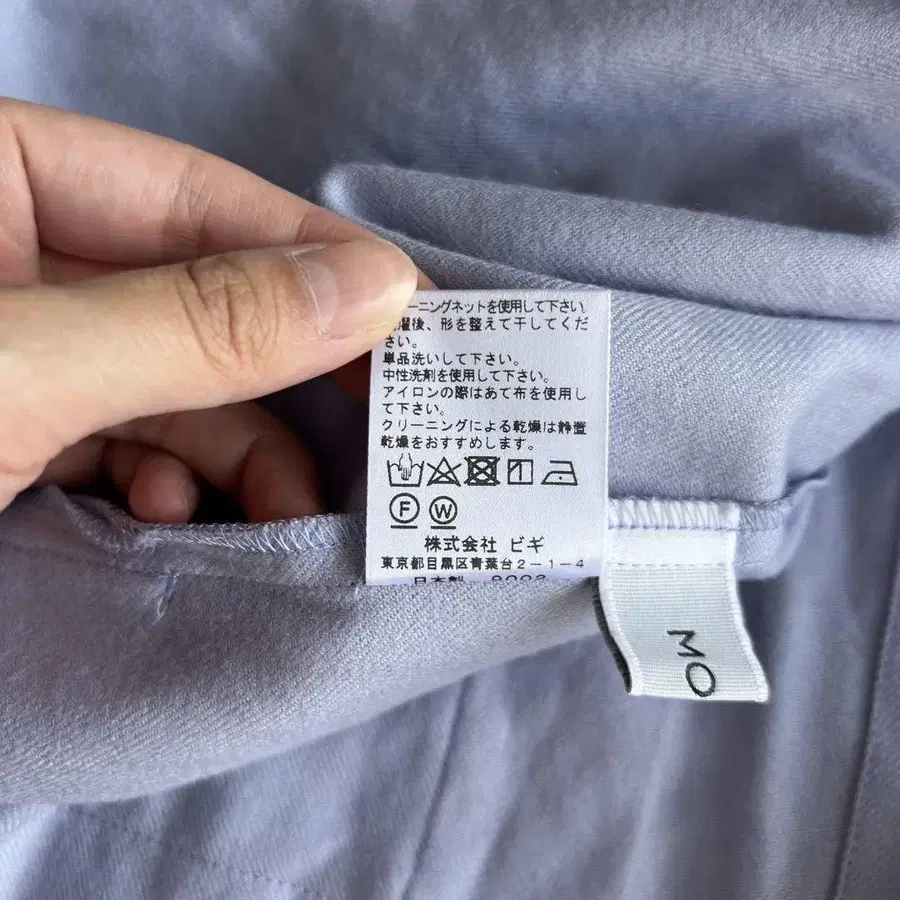 ーニングネットを使用して下さい。
濯後、形を整えて干してくだ
さい。
単品洗いして下さい。
中性洗剤を使用して下さい。
アイロンの際はあて布を使用し
て下さい。
クリーニングによる乾燥は静置
乾燥をおすすめします。
F W
株式会社 ビギ
東京都目黒区青葉台2-1-4
日本製
MO